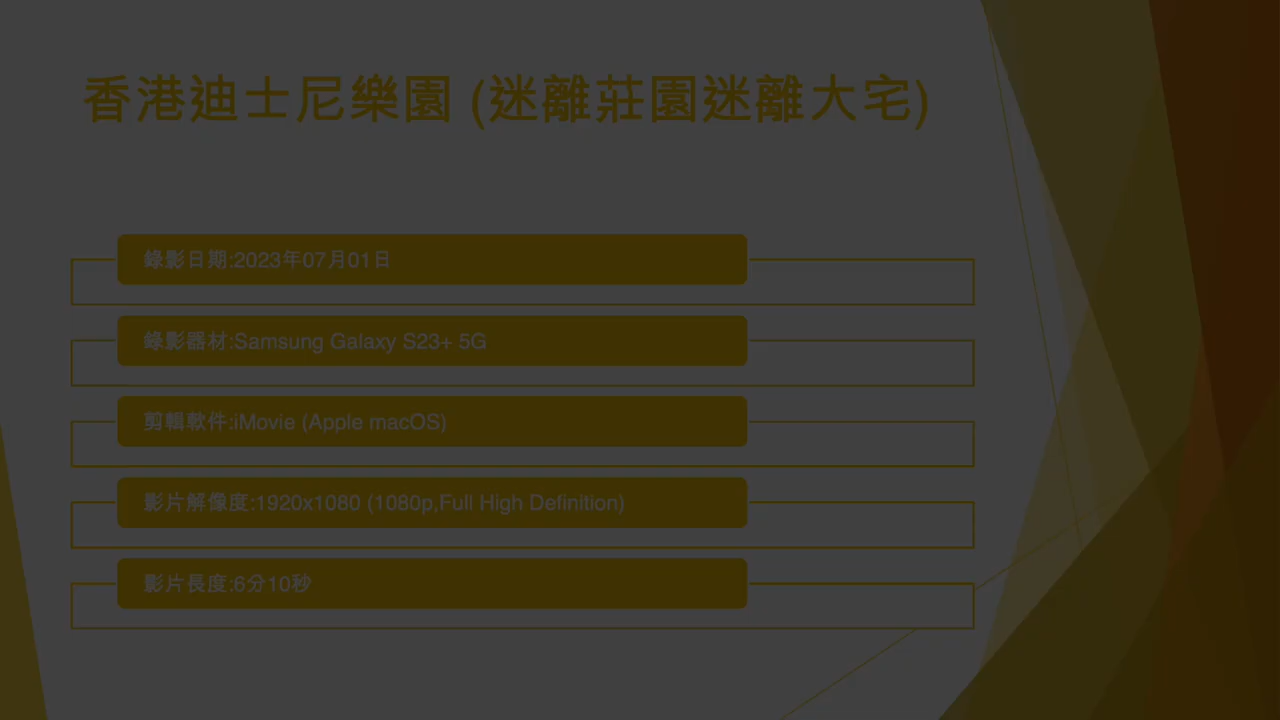 香港迪士尼樂園 (迷離莊園迷離大宅)
錄影日期:2023年07月01日
錄影器材:Samsung Galaxy S23+ 5G
剪輯軟件:iMovie (Apple macOS)
影片解像度:1920x1080 (1080p,Full High Definition)
影片長度:6分10秒